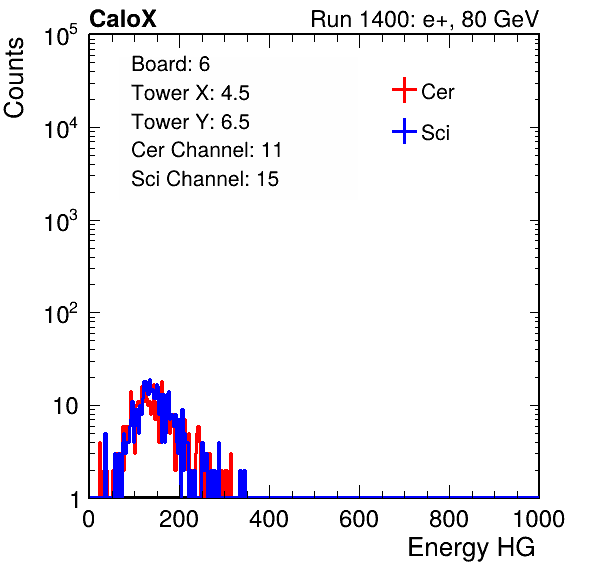 CaloX Run 1400: e+, 80 GeV
Counts
Board: 6
Tower X: 4.5
Tower Y: 6.5
Cer Channel: 11
Sci Channel: 15
Cer
Sci
10^5
10^4
10^3
10^2
10
1
0 200 400 600 800 1000
Energy HG